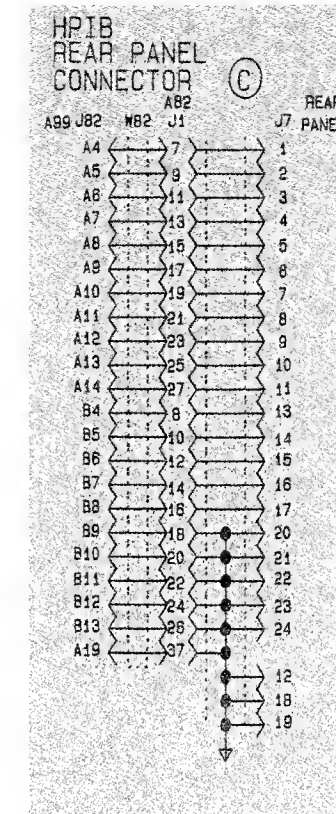 HPIB
REAR PANEL
CONNECTOR C
A82 REAR
A99 J82 W82 J1 J7 PANE
A4 7 1
A5 9 2
A6 11 3
A7 13 4
A8 15 5
A9 17 6
A10 19 7
A11 21 8
A12 23 9
A13 25 10
A14 27 11
B4 8 13
B5 10 14
B6 12 15
B7 14 16
B8 16 17
B9 18 20
B10 20 21
B11 22 22
B12 24 23
B13 26 24
A19 37
12
18
19